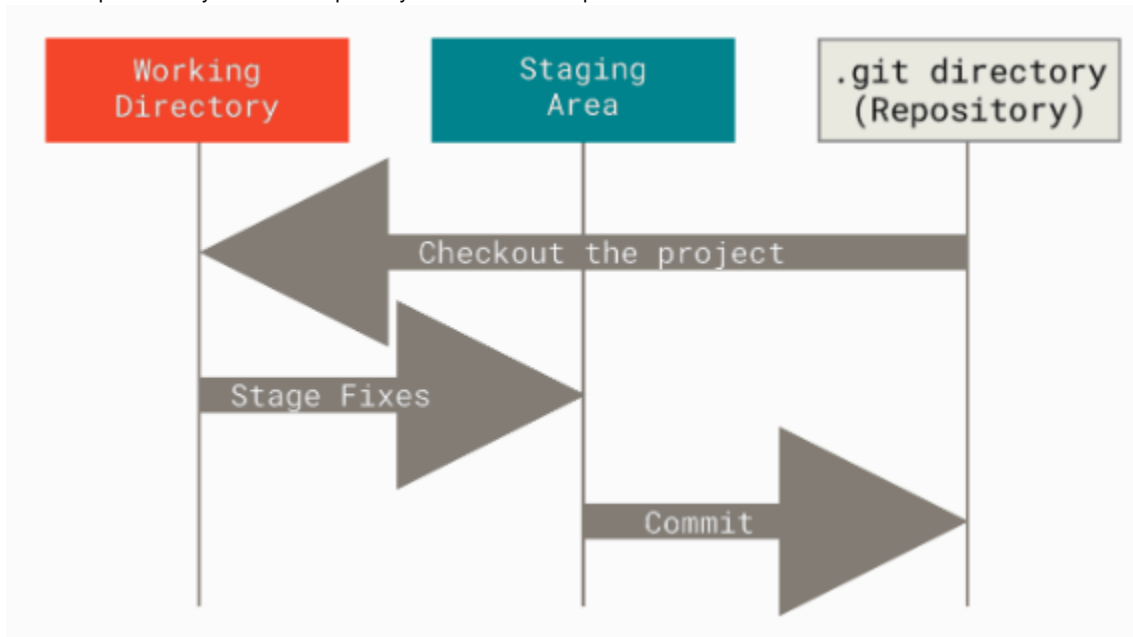 Working
Directory
Staging
Area
.git directory
(Repository)
Checkout the project
Stage Fixes
Commit